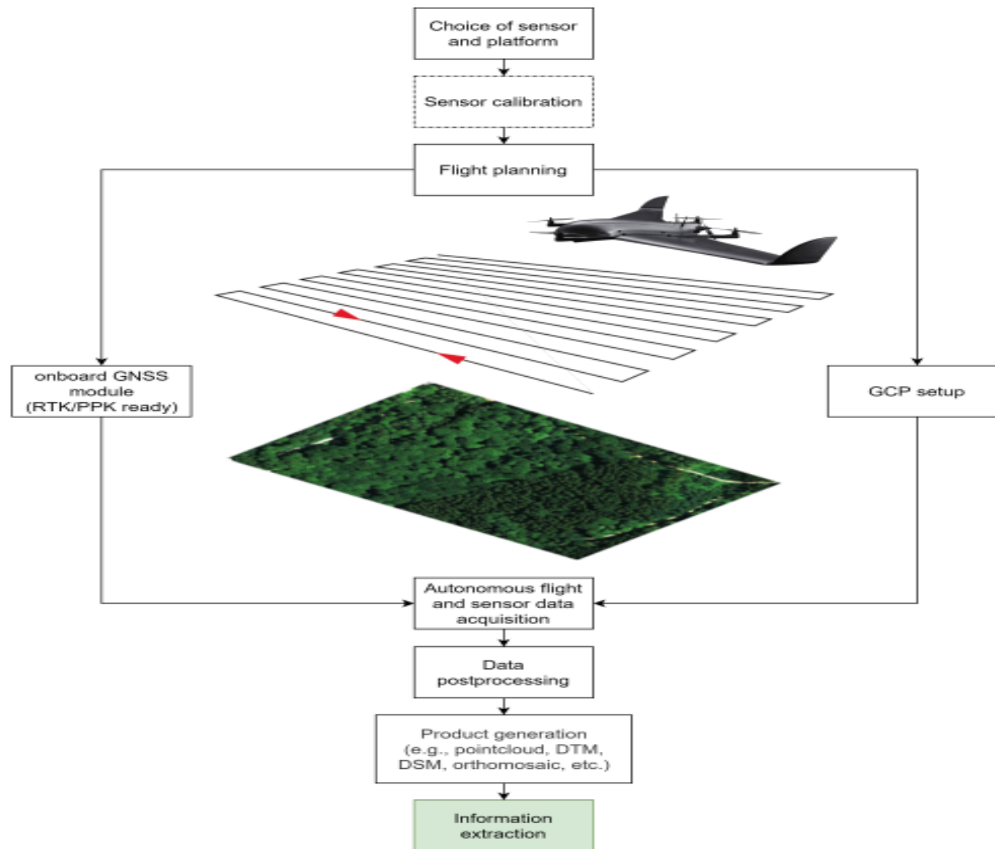 Choice of sensor
and platform
Sensor calibration
Flight planning
onboard GNSS
module
(RTK/PPK ready)
GCP setup
Autonomous flight
and sensor data
acquisition
Data
postprocessing
Product generation
(e.g., pointcloud, DTM,
DSM, orthomosaic, etc.)
Information
extraction